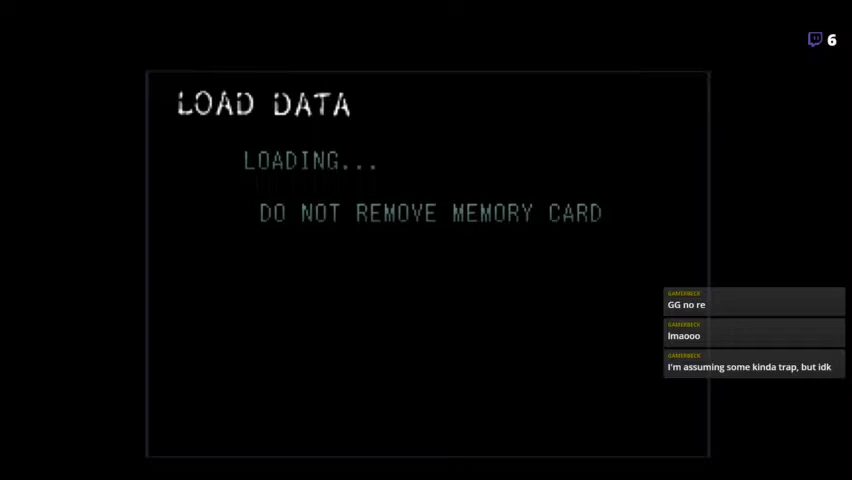 6
LOAD DATA
LOADING...
DO NOT REMOVE MEMORY CARD
GAMERBECK
GG no re
GAMERBECK
lmaooo
GAMERBECK
I'm assuming some kinda trap, but idk